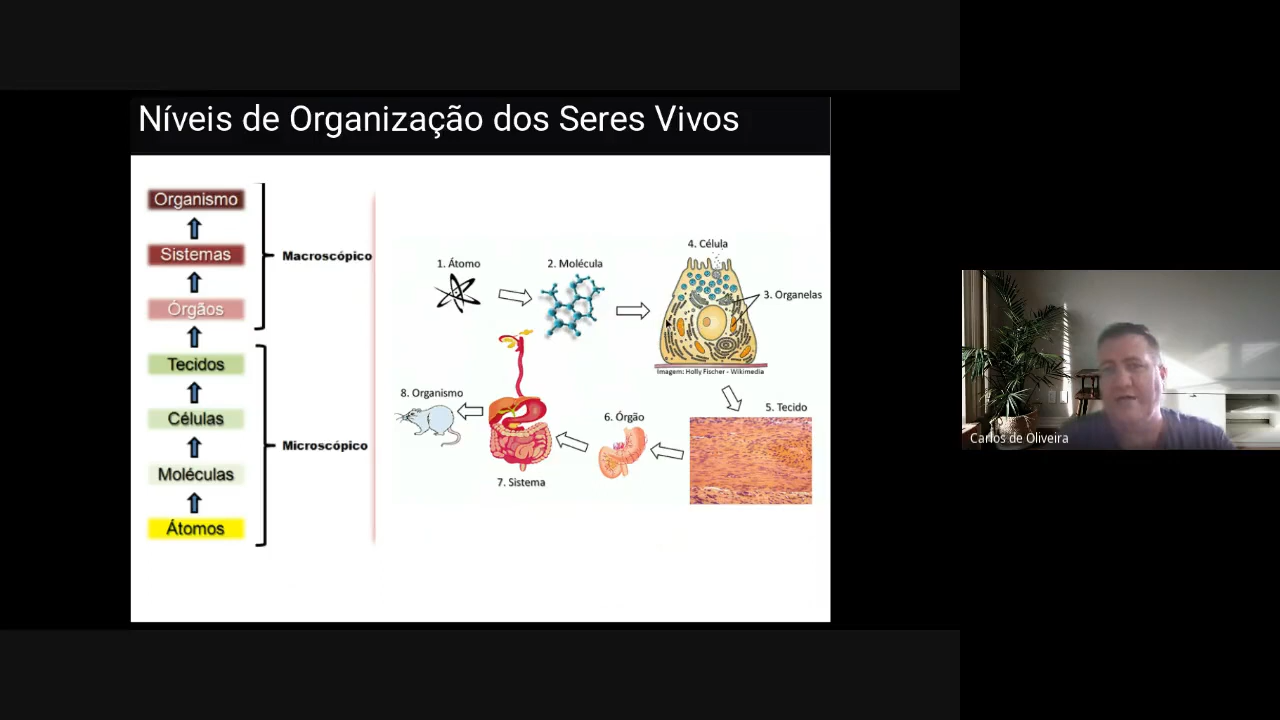 Níveis de Organização dos Seres Vivos
Organismo
Sistemas
Órgãos
Tecidos
Células
Moléculas
Átomos
Macroscópico
Microscópico
1. Átomo
2. Molécula
4. Célula
3. Organelas
Imagem: Holly Fischer - Wikimedia
5. Tecido
6. Órgão
7. Sistema
8. Organismo
Carlos de Oliveira